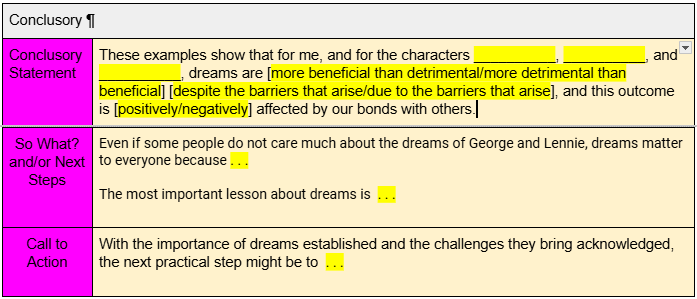 Conclusory ¶
Conclusory
Statement
These examples show that for me, and for the characters ___________, ___________, and
___________, dreams are [more beneficial than detrimental/more detrimental than
beneficial] [despite the barriers that arise/due to the barriers that arise], and this outcome
is [positively/negatively] affected by our bonds with others.
So What?
and/or Next
Steps
Even if some people do not care much about the dreams of George and Lennie, dreams matter
to everyone because . . .
The most important lesson about dreams is . . .
Call to
Action
With the importance of dreams established and the challenges they bring acknowledged,
the next practical step might be to . . .